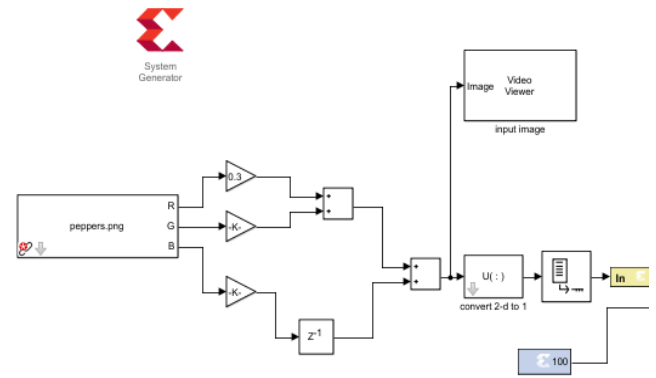 System
Generator
Image
Video
Viewer
input image
R
0.3
peppers.png
G
-K-
B
-K-
Z⁻¹
U( : )
convert 2-d to 1
In
100